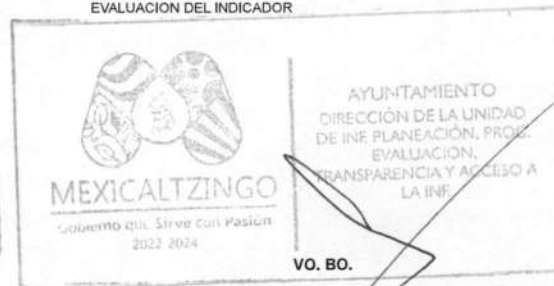 EVALUACION DEL INDICADOR
AYUNTAMIENTO
DIRECCIÓN DE LA UNIDAD
DE INF. PLANEACIÓN, PROG.
EVALUACIÓN,
TRANSPARENCIA Y ACCESO A
LA INF.
MEXICALTZINGO
Gobierno que Sirve con Pasión
2022-2024
VO. BO.